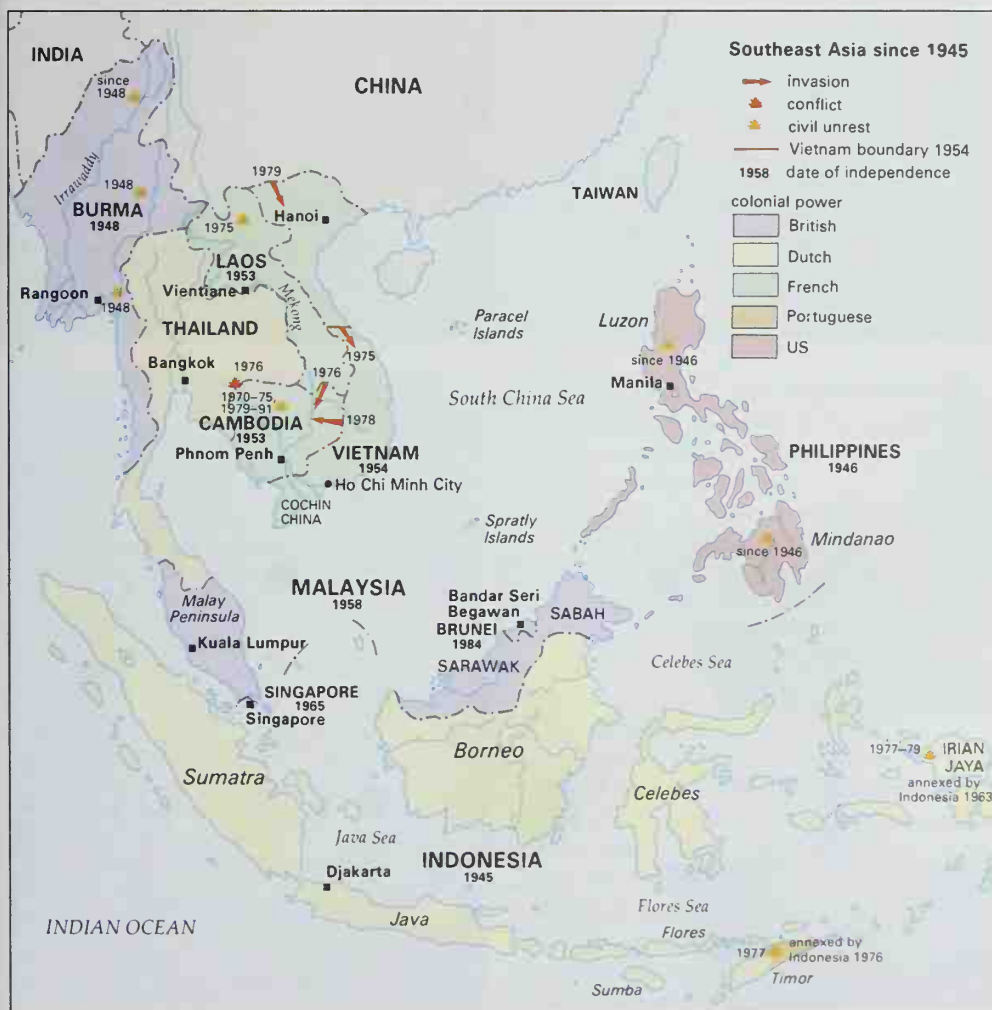 Southeast Asia since 1945
invasion
conflict
civil unrest
Vietnam boundary 1954
1958 date of independence
colonial power
British
Dutch
French
Portuguese
US
INDIA
since
1948
CHINA
Irrawaddy
1948
BURMA
1948
Rangoon
1948
1979
Hanoi
1975
LAOS
1953
Vientiane
Mekong
TAIWAN
THAILAND
Bangkok
1976
1970–75,
1979–91
CAMBODIA
1953
Phnom Penh
1975
1976
1978
VIETNAM
1954
Ho Chi Minh City
COCHIN
CHINA
Paracel
Islands
South China Sea
Luzon
since 1946
Manila
PHILIPPINES
1946
Spratly
Islands
since 1946
Mindanao
MALAYSIA
1958
Malay
Peninsula
Kuala Lumpur
Bandar Seri
Begawan
BRUNEI
1984
SABAH
SARAWAK
Celebes Sea
SINGAPORE
1965
Singapore
Sumatra
Borneo
Celebes
1977–79
IRIAN
JAYA
annexed by
Indonesia 1963
Java Sea
INDONESIA
1945
Djakarta
Java
INDIAN OCEAN
Flores Sea
Flores
1977
annexed by
Indonesia 1976
Timor
Sumba